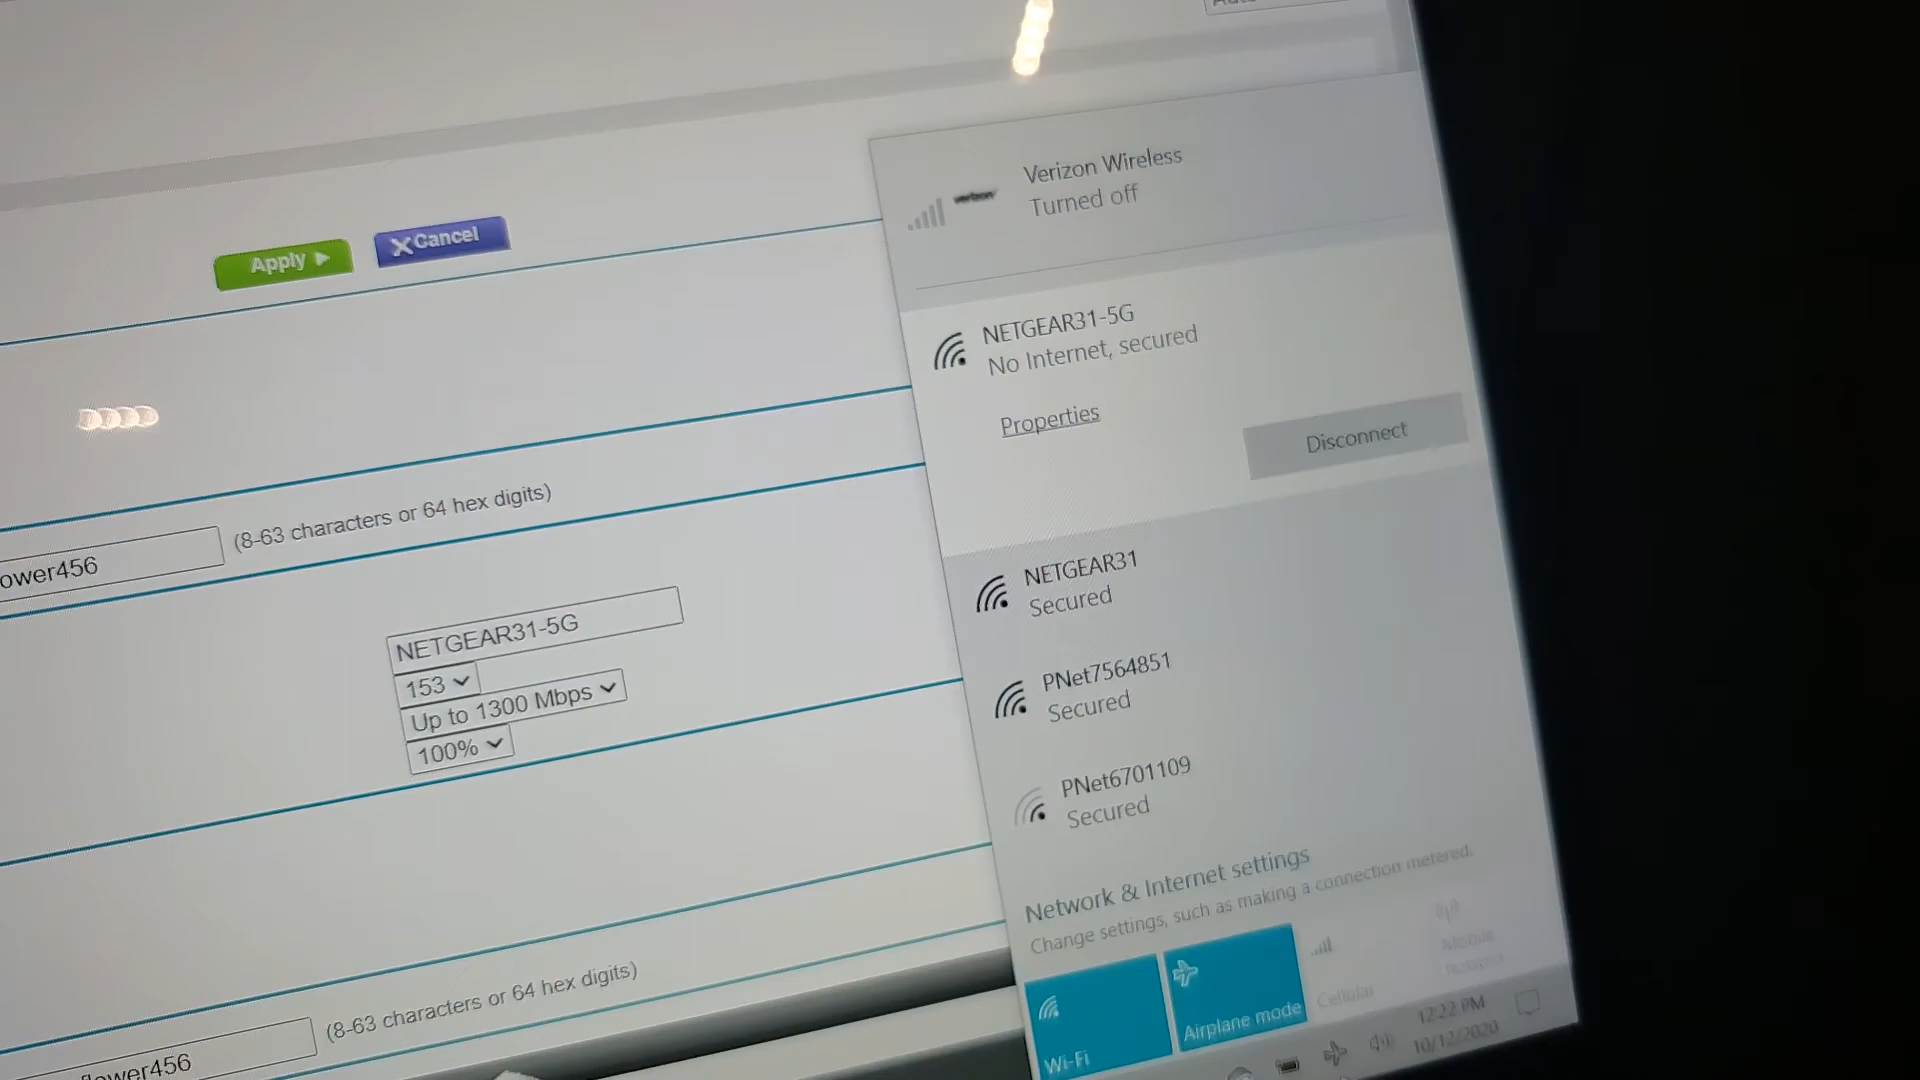 Verizon Wireless
verizon
Turned off
Apply
Cancel
NETGEAR31-5G
No Internet, secured
Properties
Disconnect
ower456
(8-63 characters or 64 hex digits)
NETGEAR31-5G
153
Up to 1300 Mbps
100%
NETGEAR31
Secured
PNet7564851
Secured
PNet6701109
Secured
Network & Internet settings
Change settings, such as making a connection metered.
lower456
(8-63 characters or 64 hex digits)
Wi-Fi
Airplane mode
Cellular
Mobile
hotspot
12:22 PM
10/12/2020